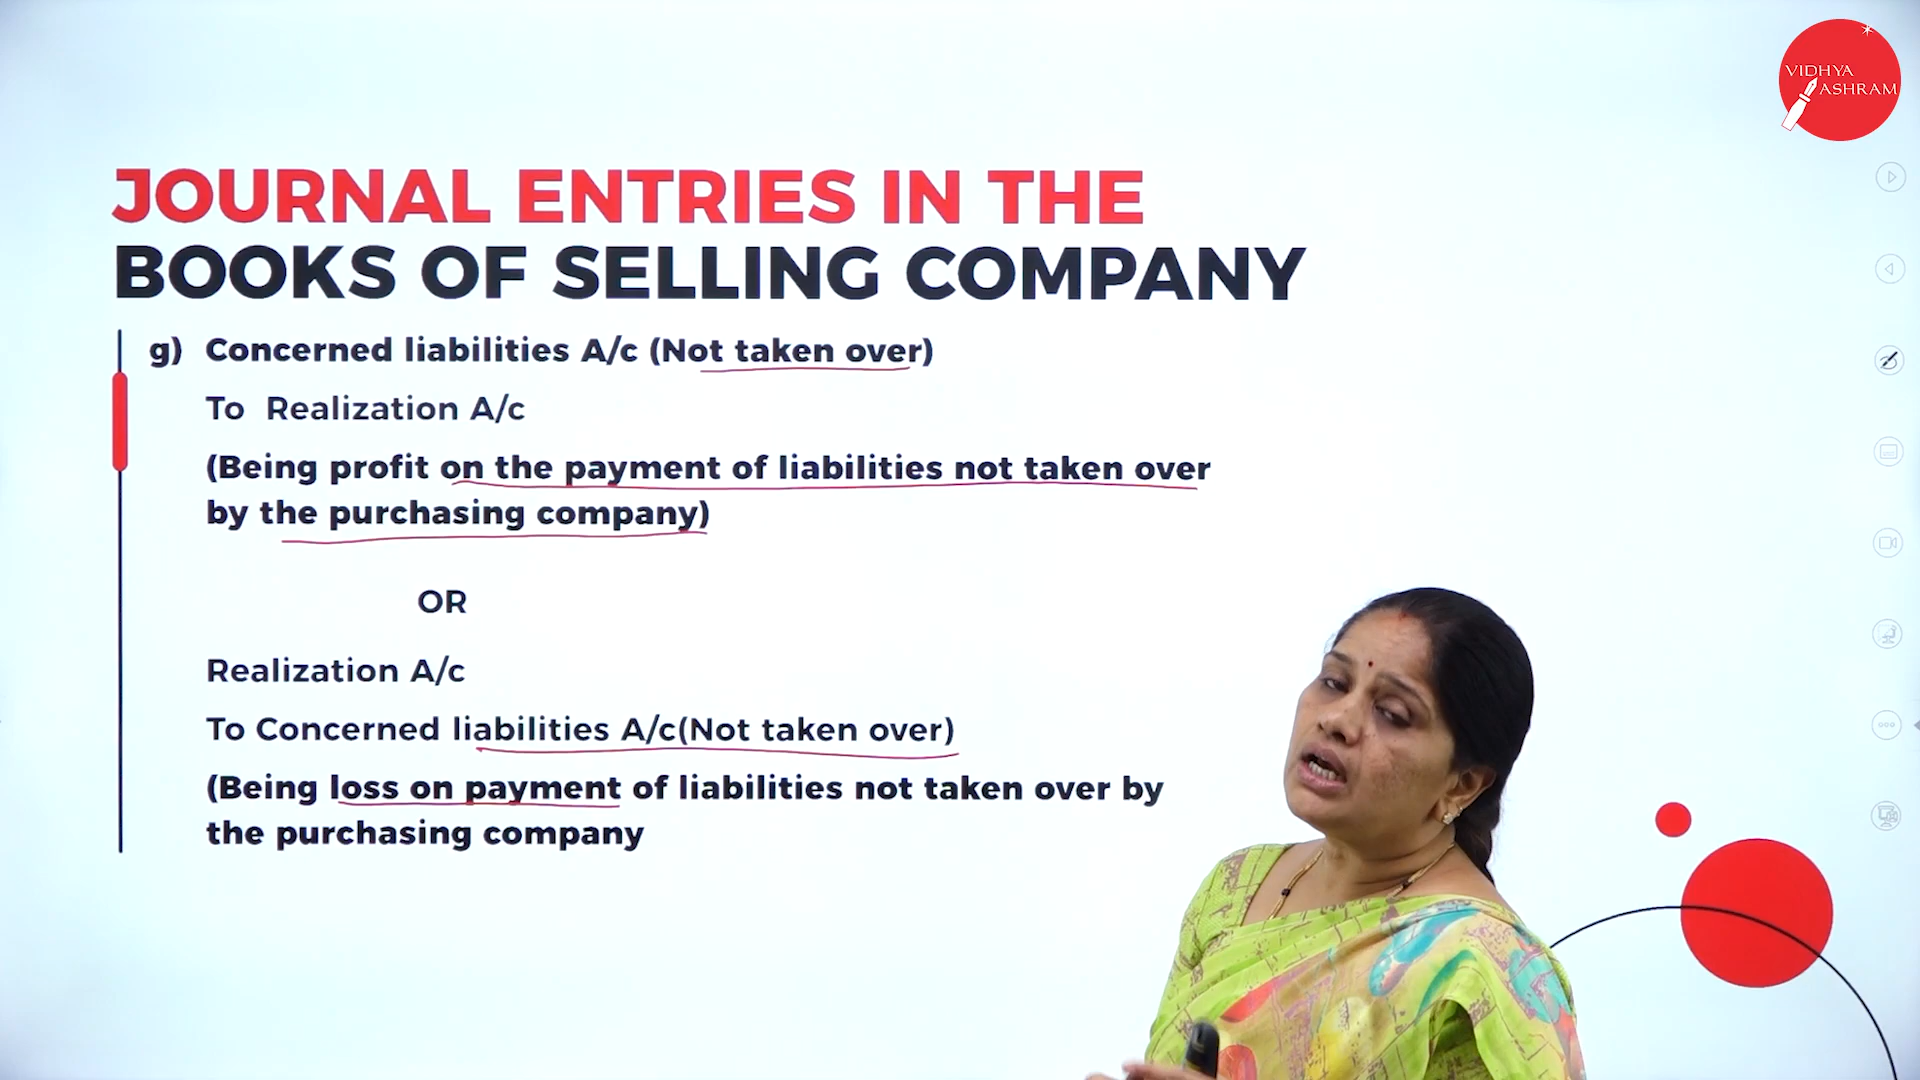 VIDHYA
ASHRAM
JOURNAL ENTRIES IN THE
BOOKS OF SELLING COMPANY
g) Concerned liabilities A/c (Not taken over)
To Realization A/c
(Being profit on the payment of liabilities not taken over
by the purchasing company)
OR
Realization A/c
To Concerned liabilities A/c(Not taken over)
(Being loss on payment of liabilities not taken over by
the purchasing company